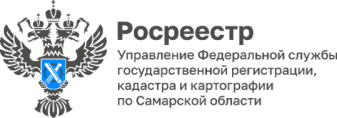 Росреестр
Управление Федеральной службы
государственной регистрации,
кадастра и картографии
по Самарской области